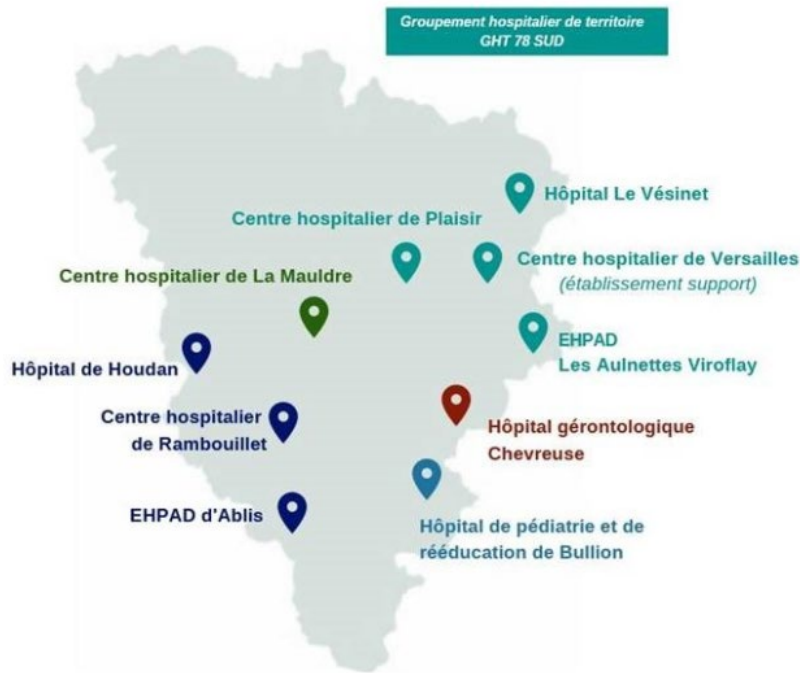 Groupement hospitalier de territoire
GHT 78 SUD
Hôpital Le Vésinet
Centre hospitalier de Plaisir
Centre hospitalier de Versailles
(établissement support)
Centre hospitalier de La Mauldre
EHPAD
Les Aulnettes Viroflay
Hôpital de Houdan
Centre hospitalier
de Rambouillet
Hôpital gérontologique
Chevreuse
EHPAD d'Ablis
Hôpital de pédiatrie et de
rééducation de Bullion